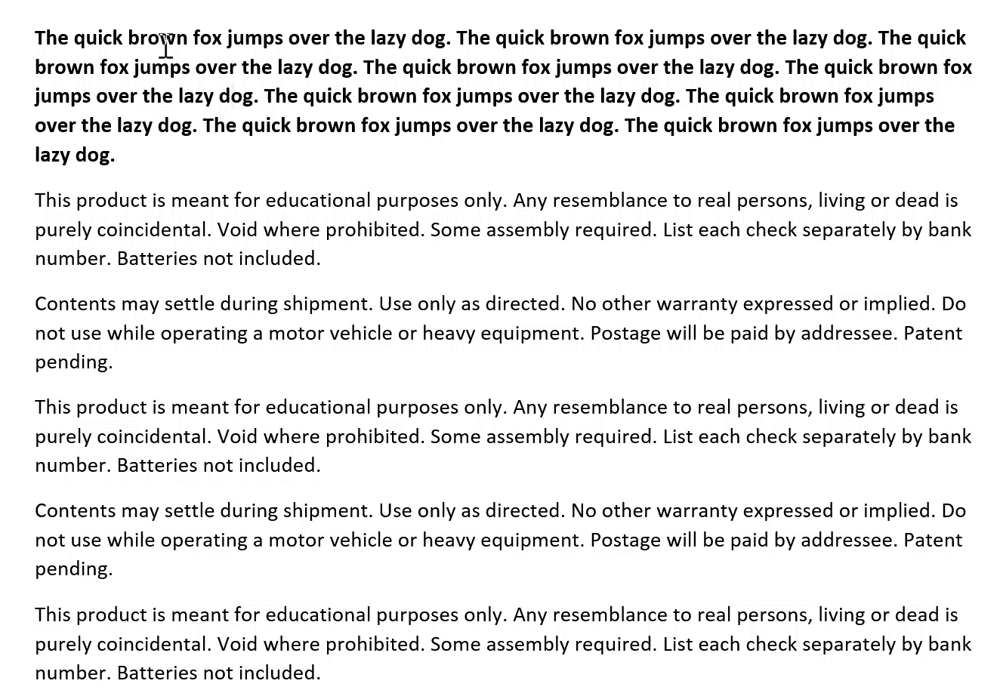 The quick brown fox jumps over the lazy dog. The quick brown fox jumps over the lazy dog. The quick
brown fox jumps over the lazy dog. The quick brown fox jumps over the lazy dog. The quick brown fox
jumps over the lazy dog. The quick brown fox jumps over the lazy dog. The quick brown fox jumps
over the lazy dog. The quick brown fox jumps over the lazy dog. The quick brown fox jumps over the
lazy dog.
This product is meant for educational purposes only. Any resemblance to real persons, living or dead is
purely coincidental. Void where prohibited. Some assembly required. List each check separately by bank
number. Batteries not included.
Contents may settle during shipment. Use only as directed. No other warranty expressed or implied. Do
not use while operating a motor vehicle or heavy equipment. Postage will be paid by addressee. Patent
pending.
This product is meant for educational purposes only. Any resemblance to real persons, living or dead is
purely coincidental. Void where prohibited. Some assembly required. List each check separately by bank
number. Batteries not included.
Contents may settle during shipment. Use only as directed. No other warranty expressed or implied. Do
not use while operating a motor vehicle or heavy equipment. Postage will be paid by addressee. Patent
pending.
This product is meant for educational purposes only. Any resemblance to real persons, living or dead is
purely coincidental. Void where prohibited. Some assembly required. List each check separately by bank
number. Batteries not included.